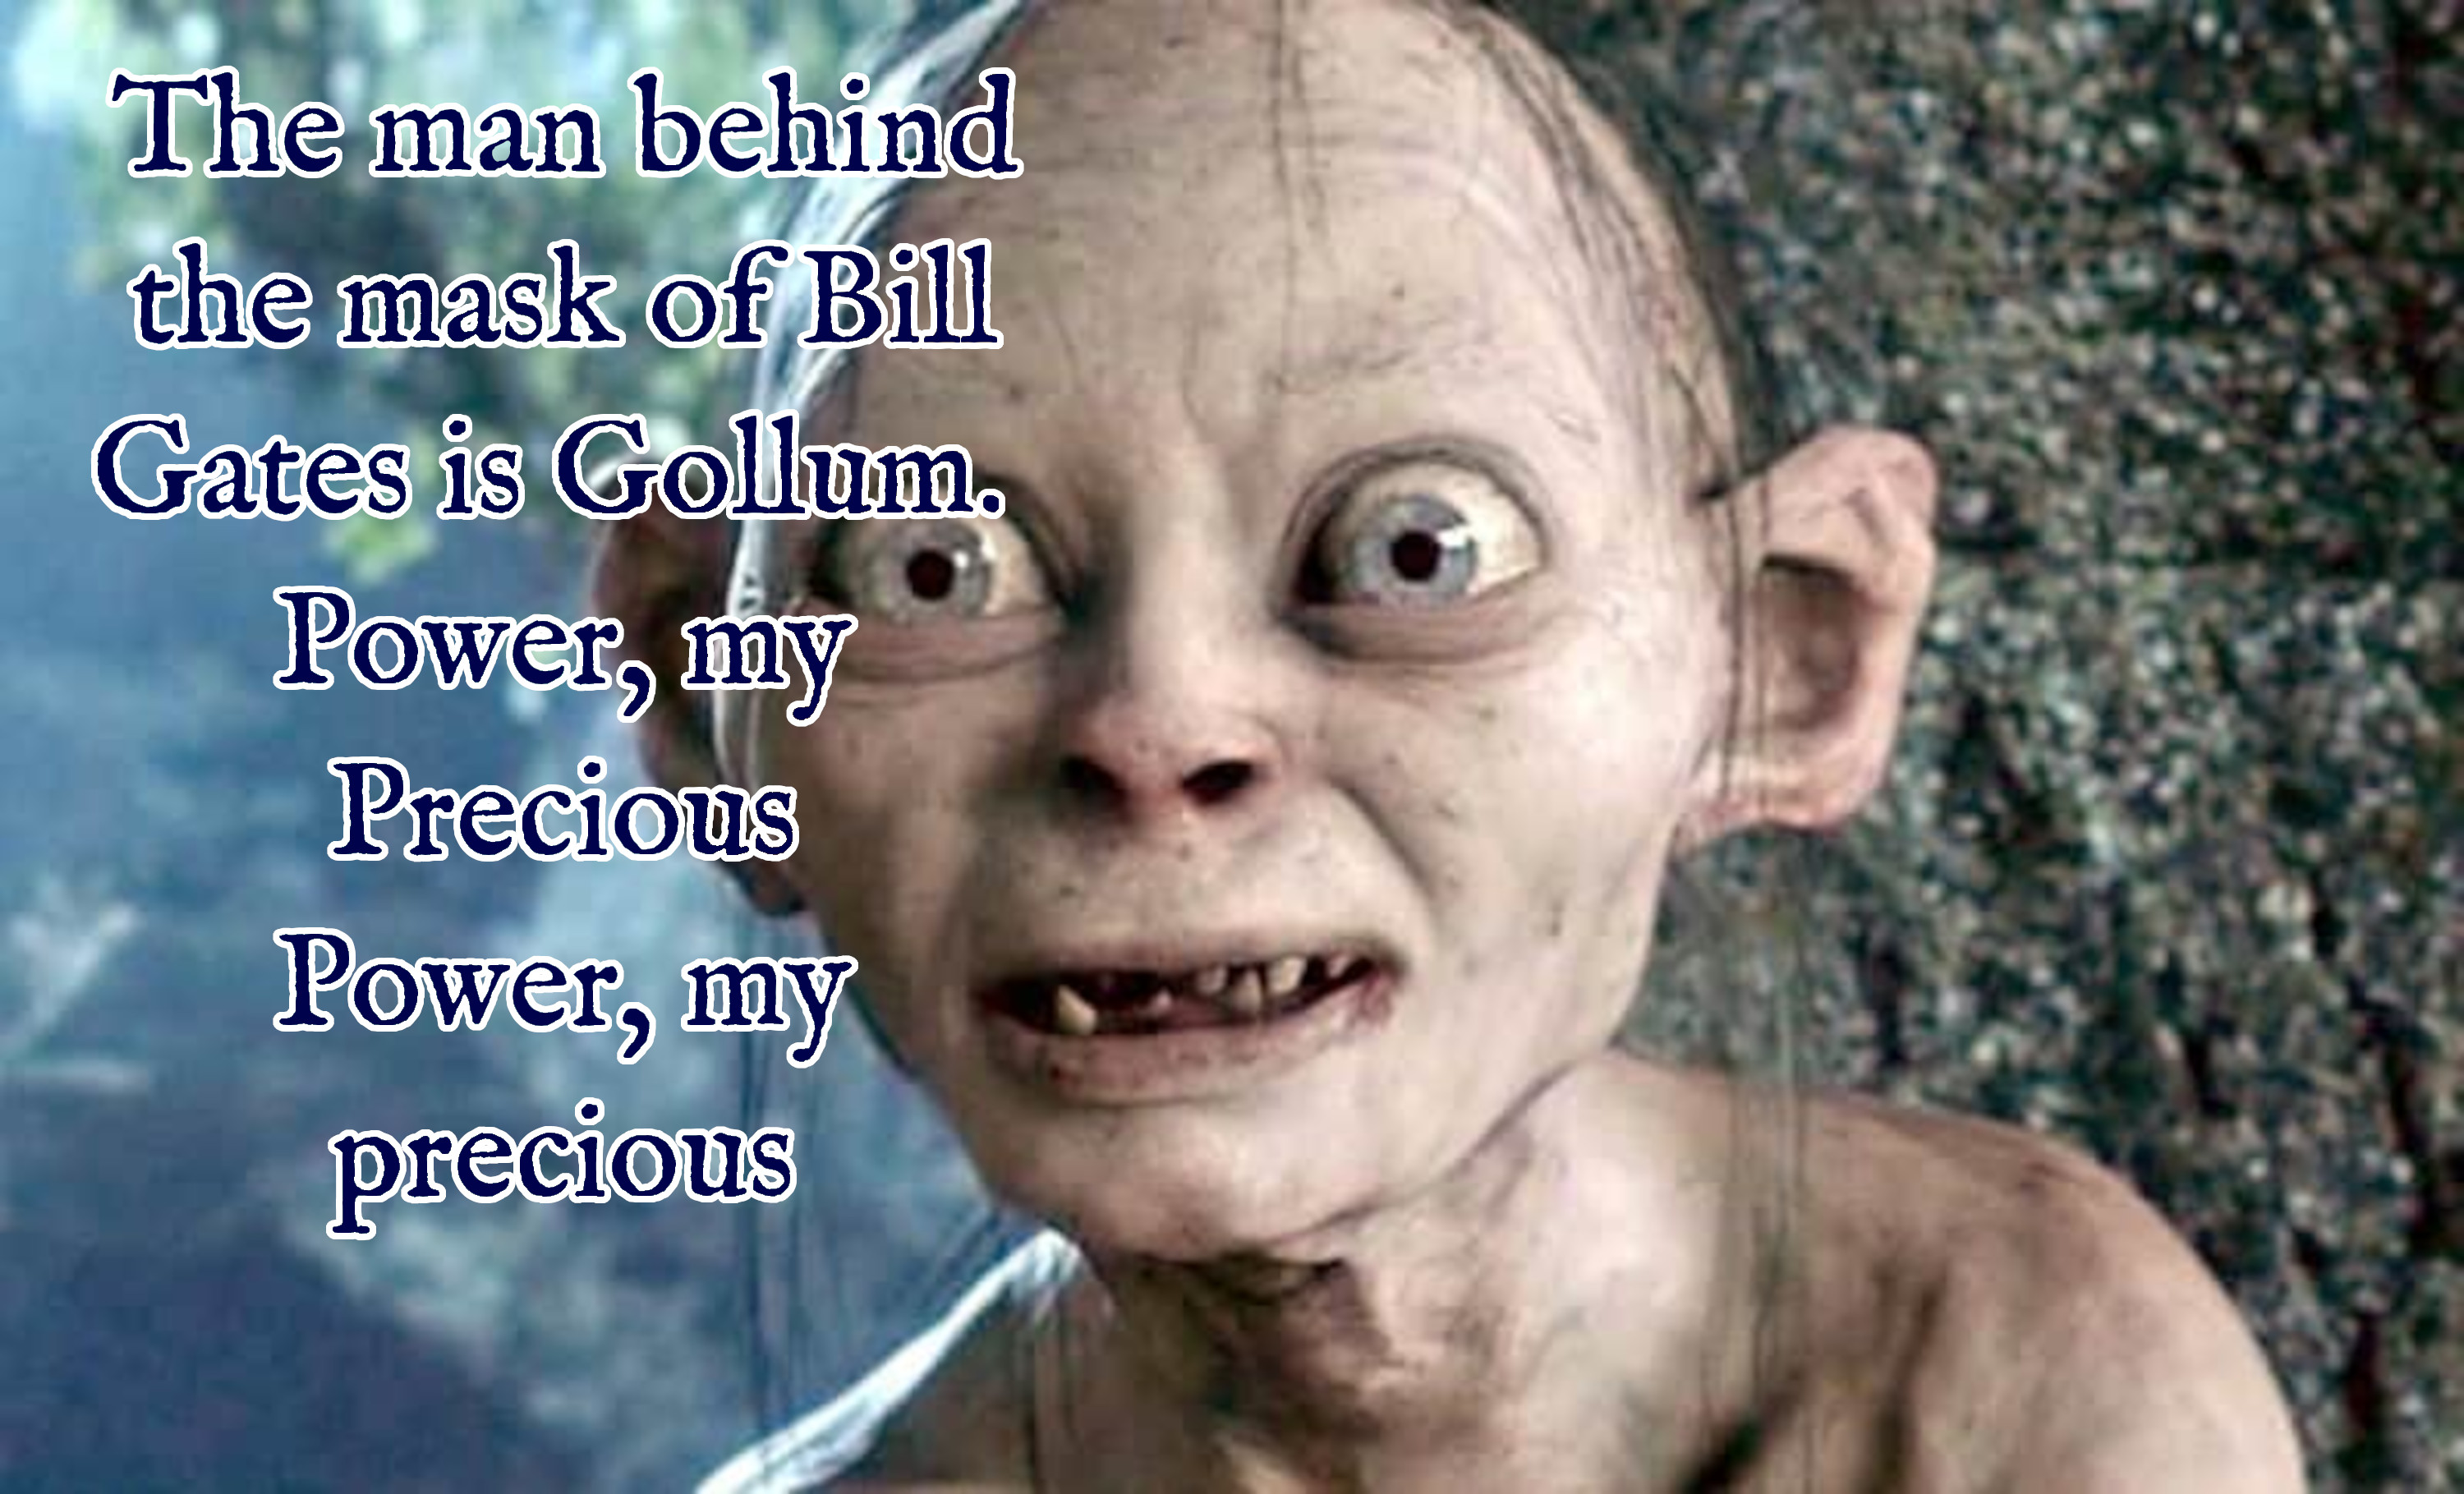 The man behind
the mask of Bill
Gates is Gollum.
Power, my
Precious
Power, my
precious